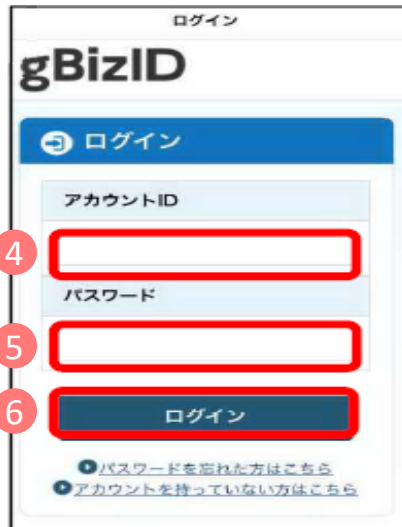 ログイン
gBizID
ログイン
アカウントID
4
パスワード
5
6 ログイン
パスワードを忘れた方はこちら
アカウントを持っていない方はこちら